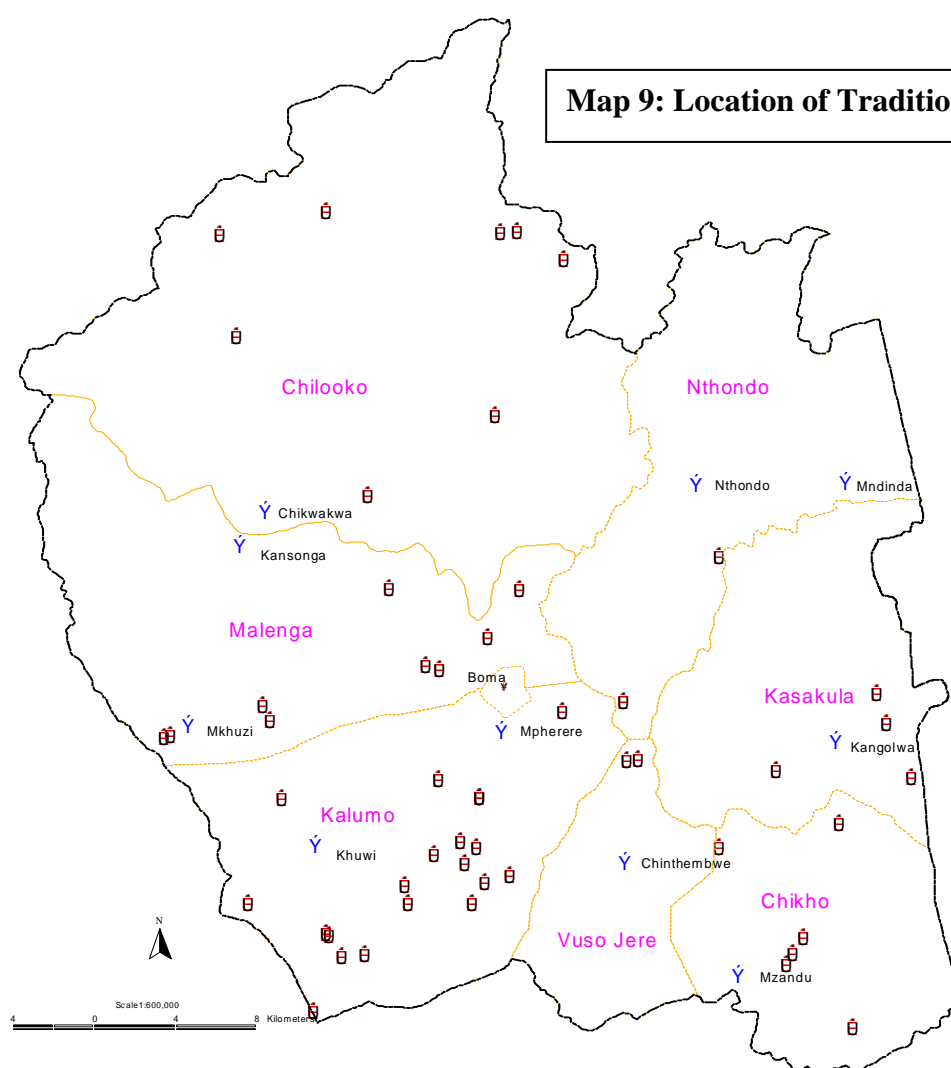 Map 9: Location of Traditio
Chilooko
Nthondo
Ý Nthondo
Ý Mndinda
Ý Chikwakwa
Ý Kansonga
Malenga
Boma
¥
Kasakula
Ý Mkhuzi
Ý Mpherere
Ý Kangolwa
Kalumo
Ý Khuwi
Ý Chinthembwe
Chikho
N
Vuso Jere
Ý Mzandu
Scale1:600,000
4 0 4 8 Kilometers